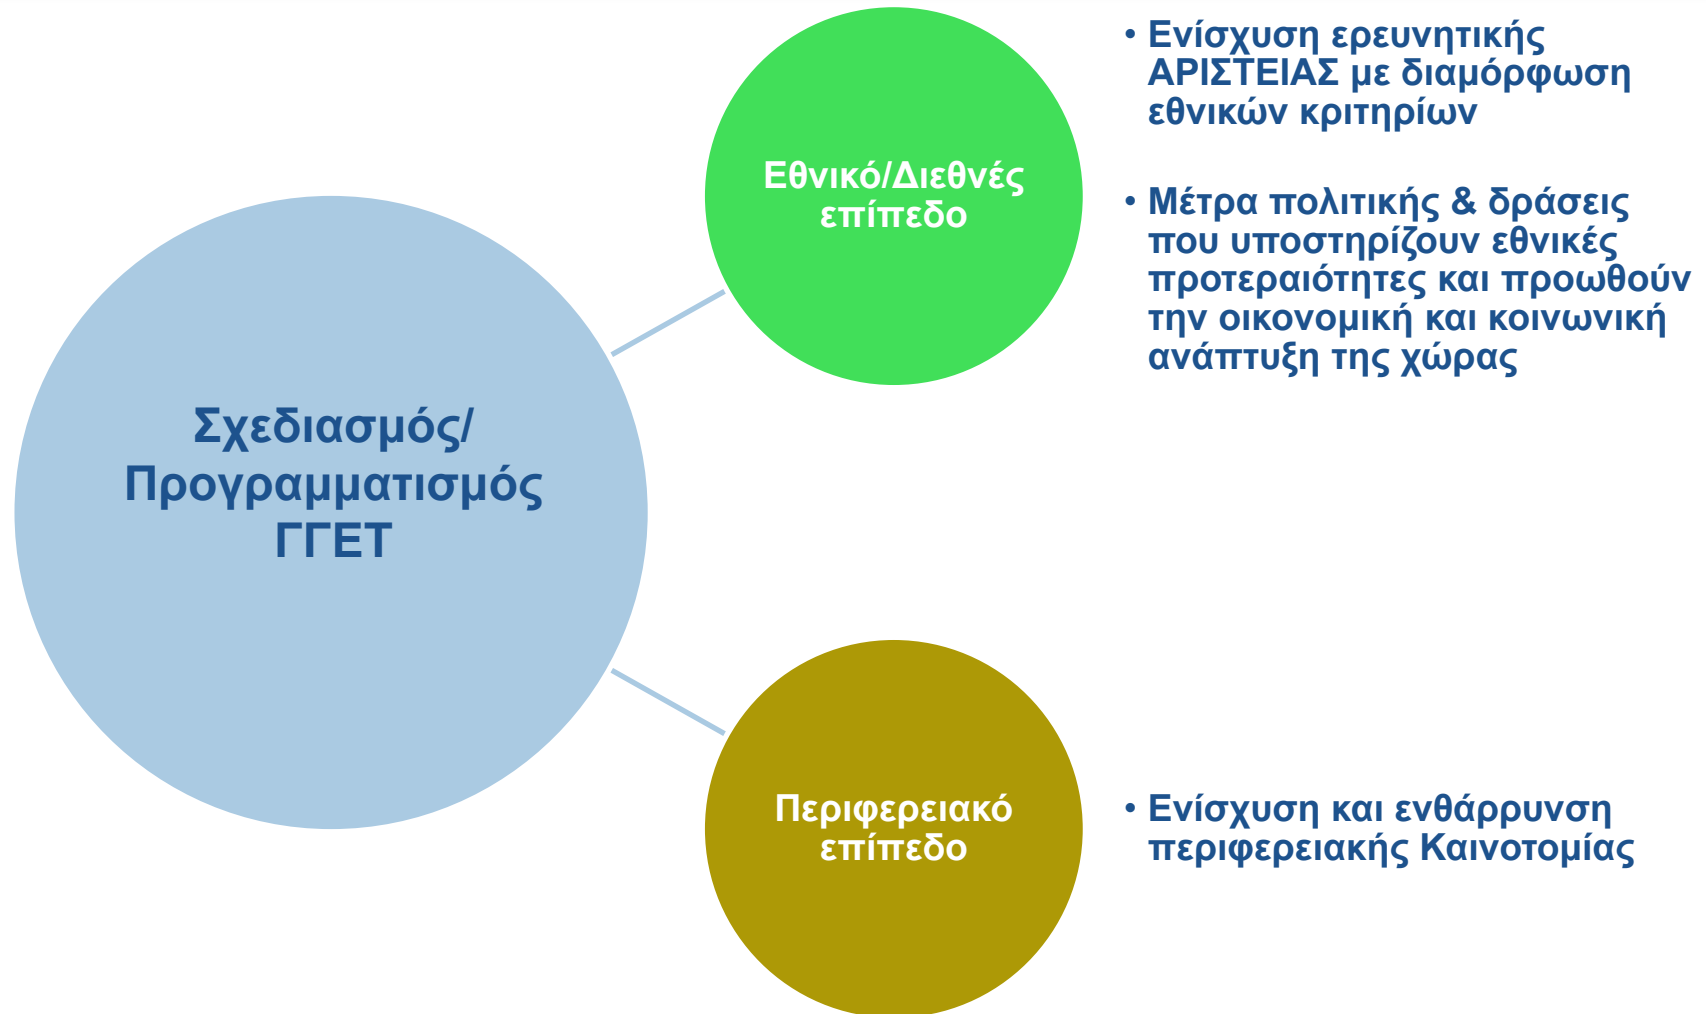 Σχεδιασμός/
Προγραμματισμός
ΓΓΕΤ
Εθνικό/Διεθνές
επίπεδο
• Ενίσχυση ερευνητικής
ΑΡΙΣΤΕΙΑΣ με διαμόρφωση
εθνικών κριτηρίων
• Μέτρα πολιτικής & δράσεις
που υποστηρίζουν εθνικές
προτεραιότητες και προωθούν
την οικονομική και κοινωνική
ανάπτυξη της χώρας
Περιφερειακό
επίπεδο
• Ενίσχυση και ενθάρρυνση
περιφερειακής Καινοτομίας